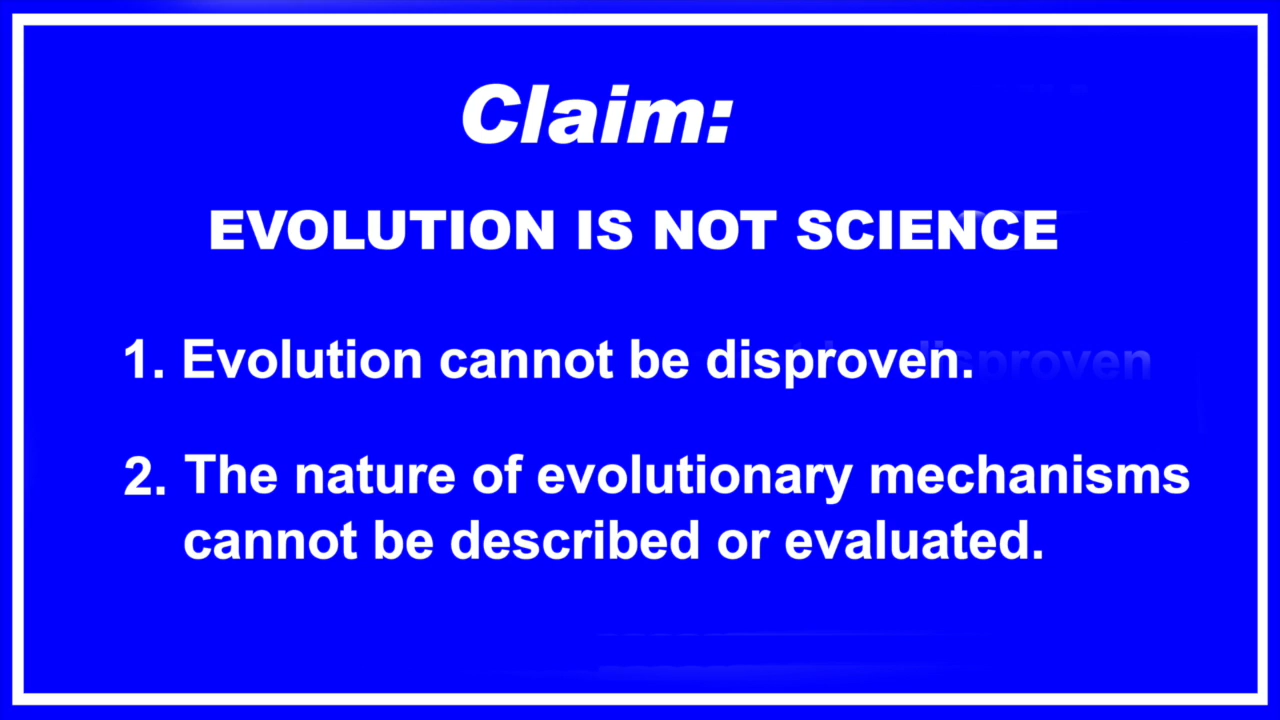 Claim:
EVOLUTION IS NOT SCIENCE
1. Evolution cannot be disproven.
2. The nature of evolutionary mechanisms
cannot be described or evaluated.